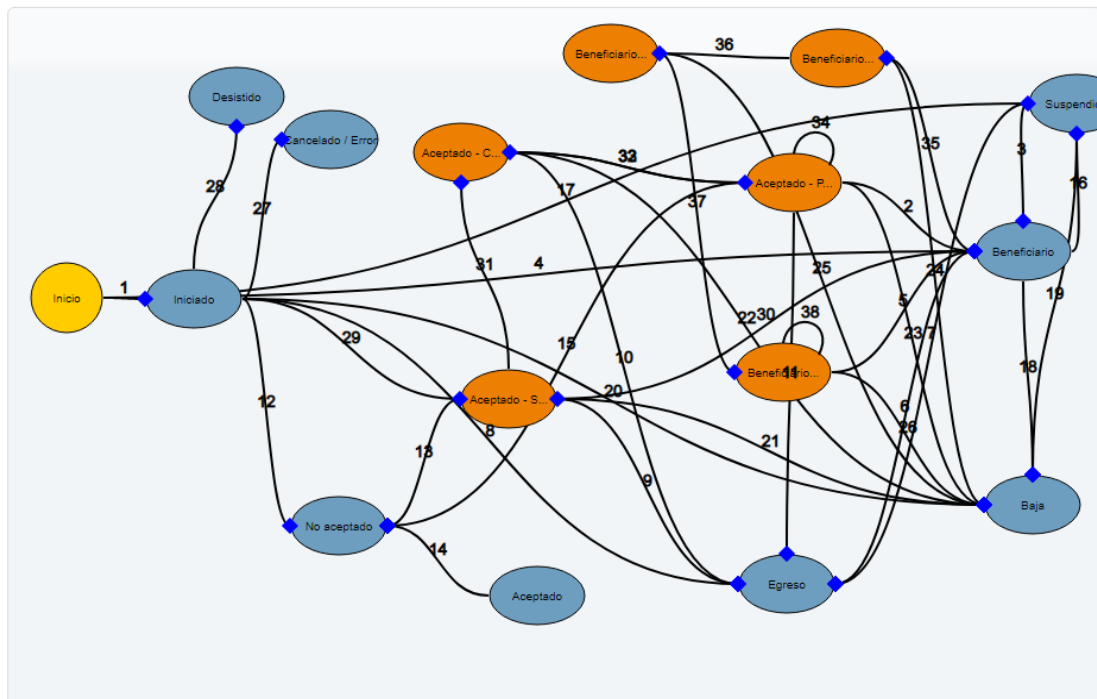 36
Beneficiario...
Beneficiario...
Desistido
Suspendid
34
Cancelado / Error
35
Aceptado - C...
33
3
Aceptado - P...
28
17
16
27
37
2
Beneficiario
1
Inicio
Iniciado
31
4
25
24
19
5
22
30
38
23
7
29
15
10
18
Beneficiario...
11
12
20
Aceptado - S...
6
8
26
13
21
9
No aceptado
Baja
14
Egreso
Aceptado